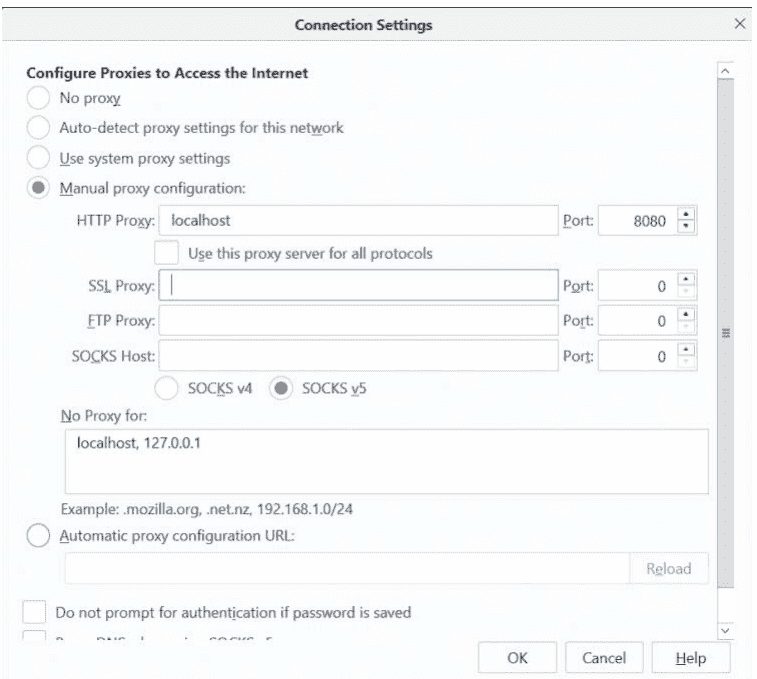 Connection Settings
Configure Proxies to Access the Internet
No proxy
Auto-detect proxy settings for this network
Use system proxy settings
Manual proxy configuration:
HTTP Proxy: localhost Port: 8080
Use this proxy server for all protocols
SSL Proxy: Port: 0
FTP Proxy: Port: 0
SOCKS Host: Port: 0
SOCKS v4 SOCKS v5
No Proxy for:
localhost, 127.0.0.1
Example: .mozilla.org, .net.nz, 192.168.1.0/24
Automatic proxy configuration URL:
Reload
Do not prompt for authentication if password is saved
OK Cancel Help